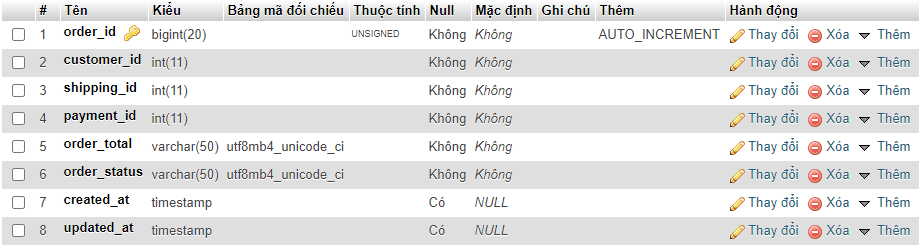 # Tên Kiểu Bảng mã đối chiếu Thuộc tính Null Mặc định Ghi chú Thêm Hành động
1 order_id bigint(20) UNSIGNED Không Không AUTO_INCREMENT Thay đổi Xóa Thêm
2 customer_id int(11) Không Không Thay đổi Xóa Thêm
3 shipping_id int(11) Không Không Thay đổi Xóa Thêm
4 payment_id int(11) Không Không Thay đổi Xóa Thêm
5 order_total varchar(50) utf8mb4_unicode_ci Không Không Thay đổi Xóa Thêm
6 order_status varchar(50) utf8mb4_unicode_ci Không Không Thay đổi Xóa Thêm
7 created_at timestamp Có NULL Thay đổi Xóa Thêm
8 updated_at timestamp Có NULL Thay đổi Xóa Thêm